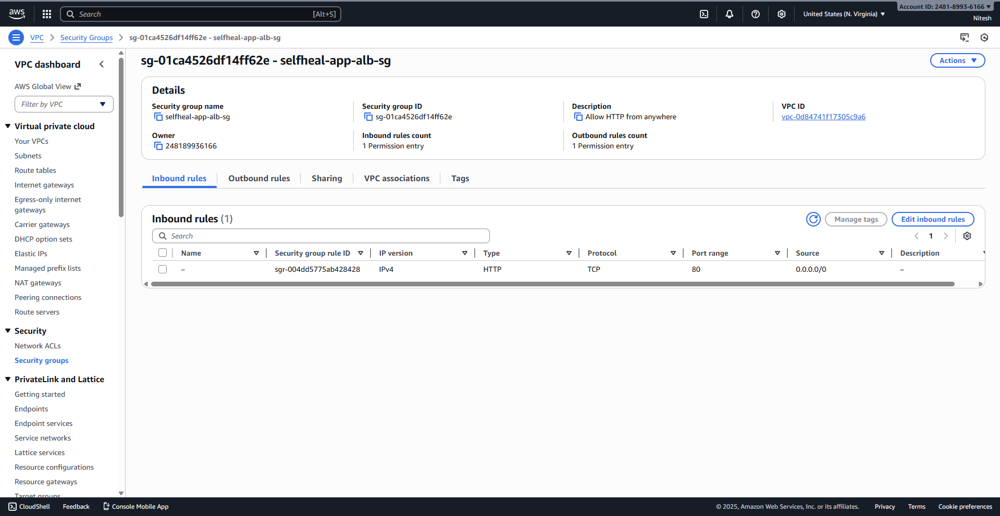 aws
Search
[Alt+S]
United States (N. Virginia)
Account ID: 2481-8993-6166
Nitesh
VPC
Security Groups
sg-01ca4526df14ff62e - selfheal-app-alb-sg
VPC dashboard
AWS Global View
Filter by VPC
Virtual private cloud
Your VPCs
Subnets
Route tables
Internet gateways
Egress-only internet
gateways
Carrier gateways
DHCP option sets
Elastic IPs
Managed prefix lists
NAT gateways
Peering connections
Route servers
Security
Network ACLs
Security groups
PrivateLink and Lattice
Getting started
Endpoints
Endpoint services
Service networks
Lattice services
Resource configurations
Resource gateways
Target groups
sg-01ca4526df14ff62e - selfheal-app-alb-sg
Actions
Details
Security group name
selfheal-app-alb-sg
Security group ID
sg-01ca4526df14ff62e
Description
Allow HTTP from anywhere
VPC ID
vpc-0d84741f17305c9a6
Owner
248189936166
Inbound rules count
1 Permission entry
Outbound rules count
1 Permission entry
Inbound rules
Outbound rules
Sharing
VPC associations
Tags
Inbound rules (1)
Manage tags
Edit inbound rules
Search
1
Name Security group rule ID IP version Type Protocol Port range Source Description
– sgr-004dd5775ab428428 IPv4 HTTP TCP 80 0.0.0.0/0 –
CloudShell
Feedback
Console Mobile App
© 2025, Amazon Web Services, Inc. or its affiliates.
Privacy
Terms
Cookie preferences